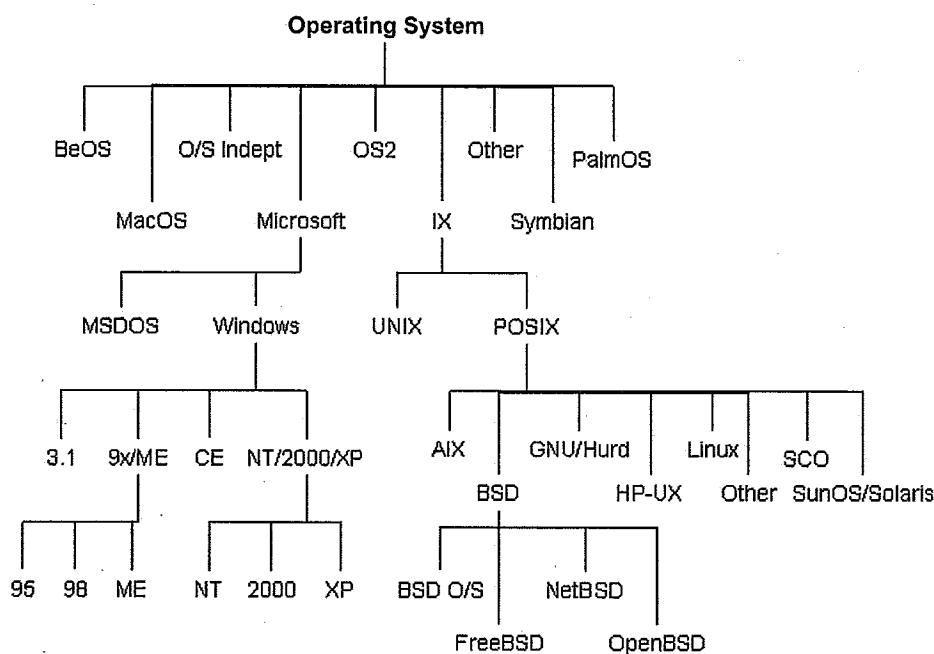 Operating System
BeOS O/S Indept OS2 Other PalmOS
MacOS Microsoft IX Symbian
MSDOS Windows UNIX POSIX
3.1 9x/ME CE NT/2000/XP AIX GNU/Hurd Linux SCO
BSD HP-UX Other SunOS/Solaris
95 98 ME NT 2000 XP BSD O/S NetBSD
FreeBSD OpenBSD